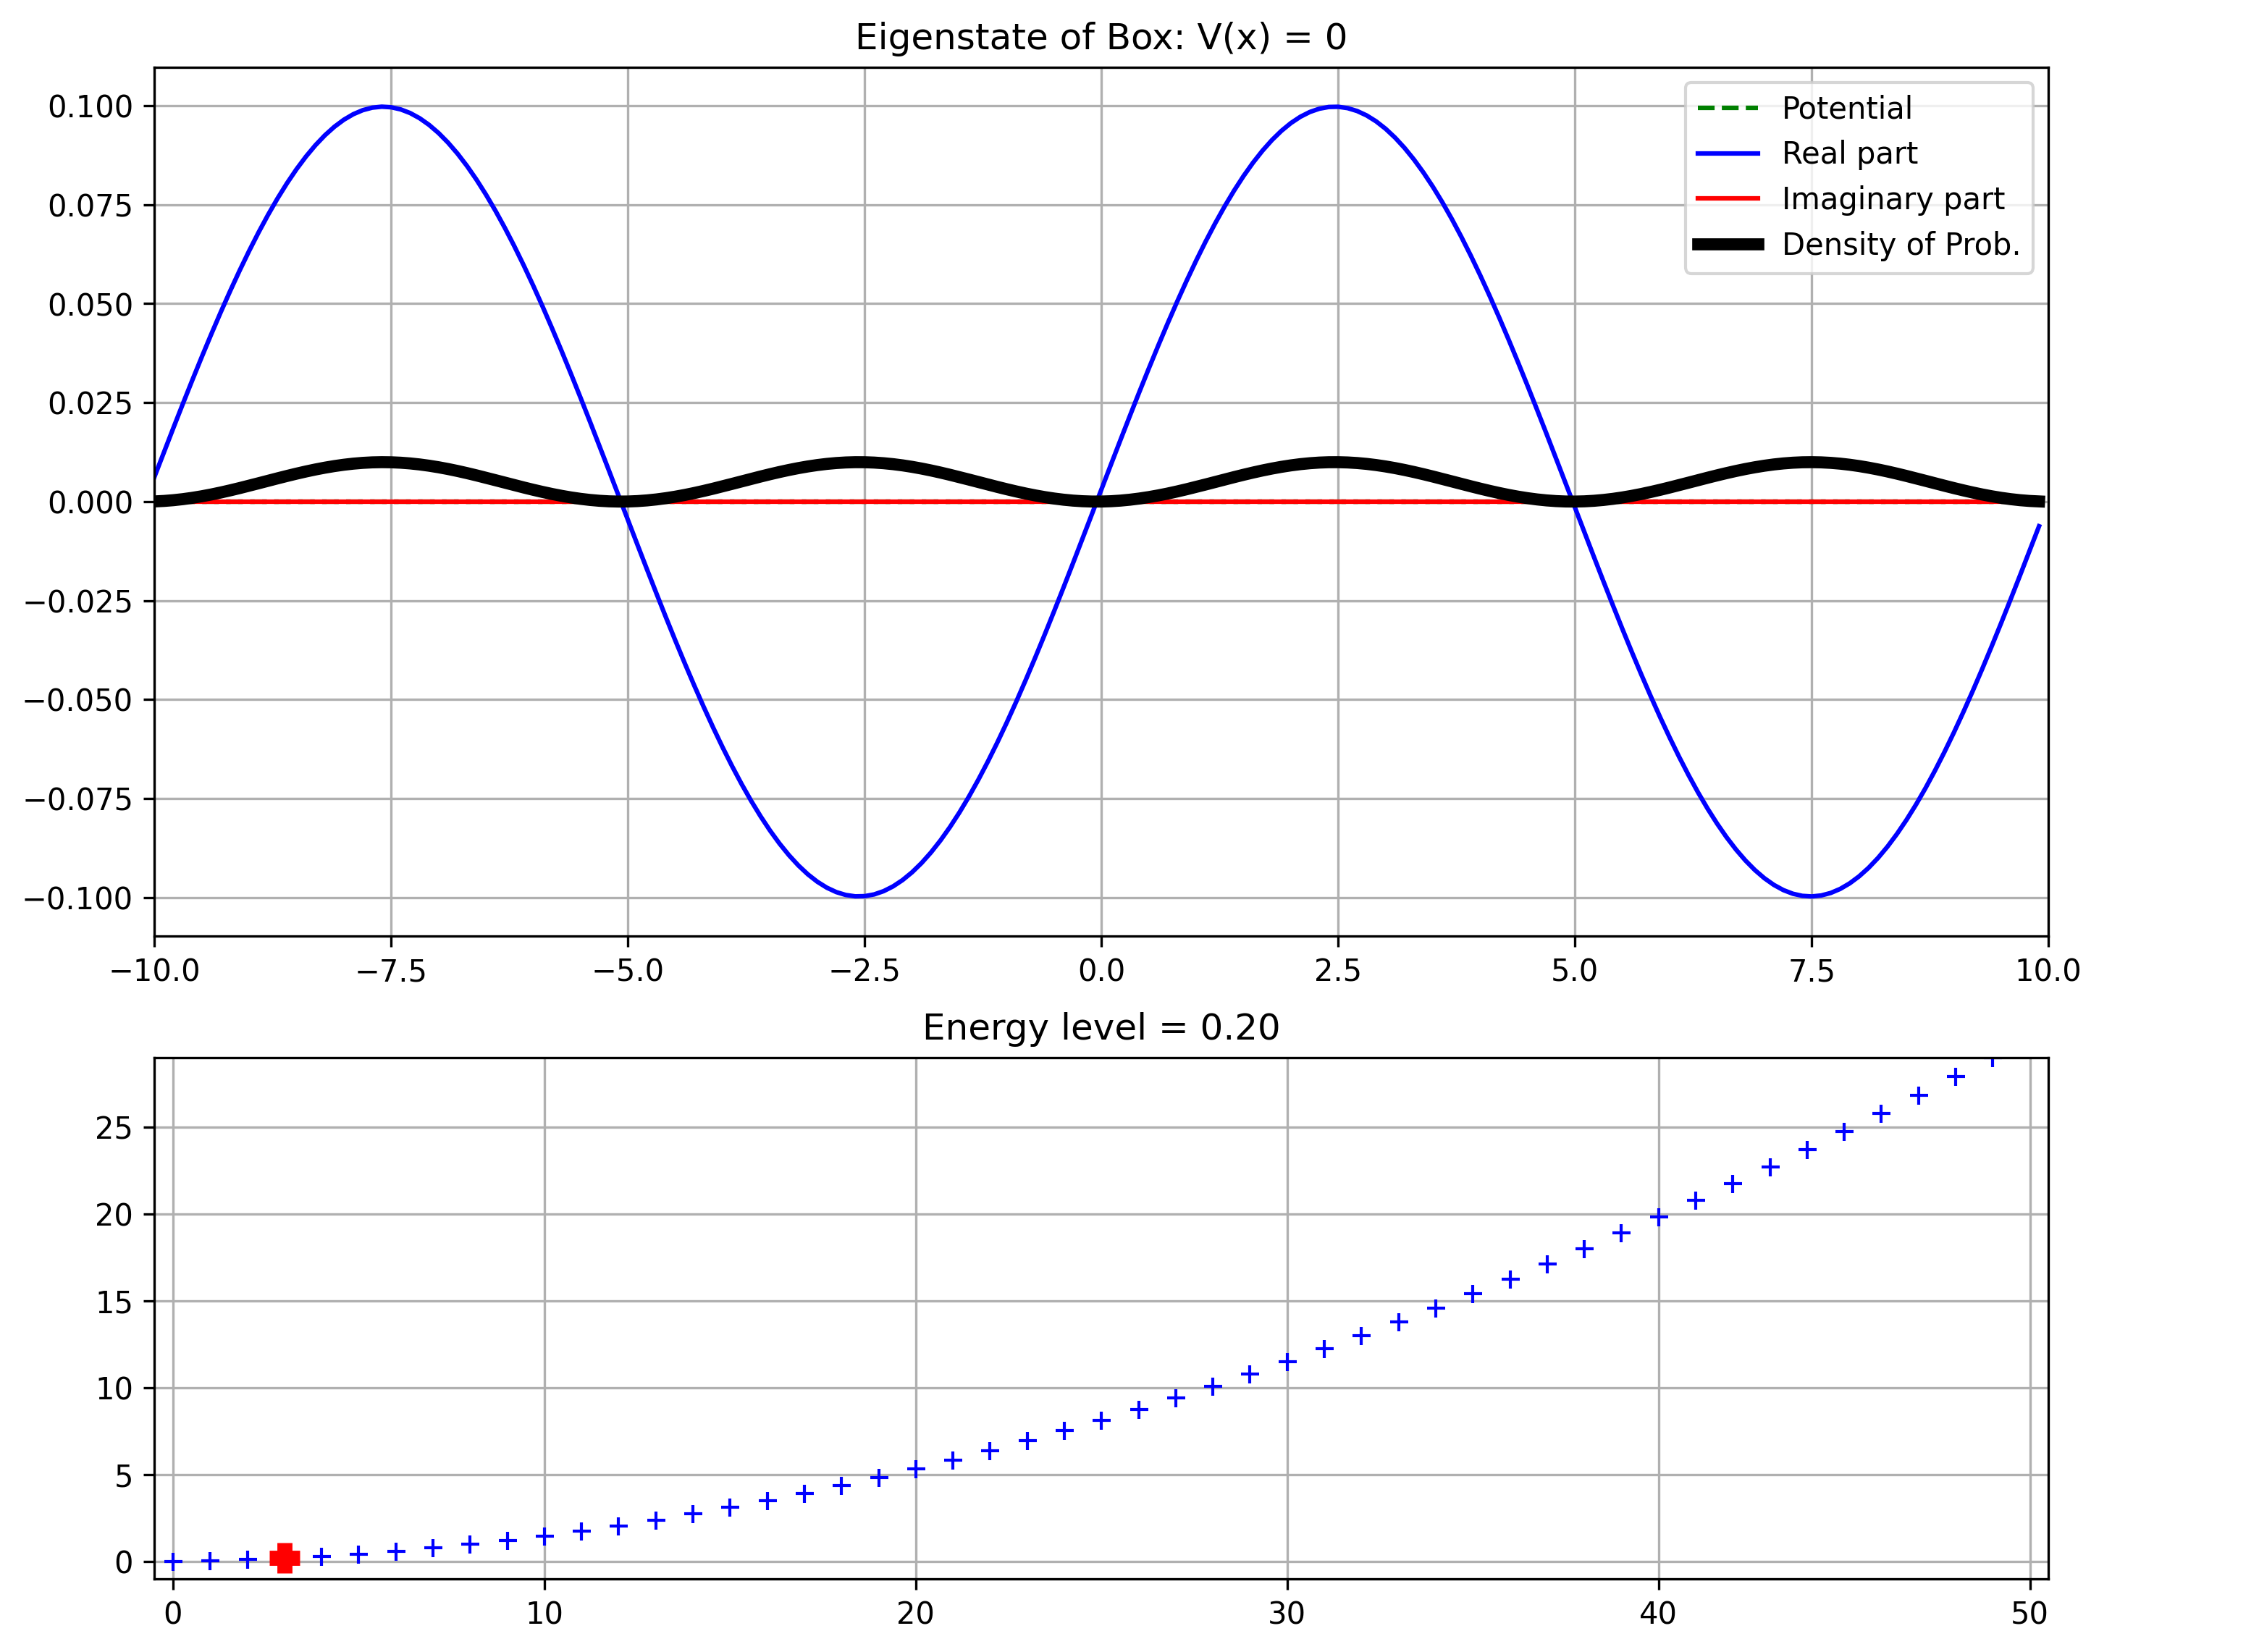 Eigenstate of Box: V(x) = 0
0.100
0.075
0.050
0.025
0.000
−0.025
−0.050
−0.075
−0.100
Potential
Real part
Imaginary part
Density of Prob.
−10.0 −7.5 −5.0 −2.5 0.0 2.5 5.0 7.5 10.0
Energy level = 0.20
25
20
15
10
5
0
0 10 20 30 40 50